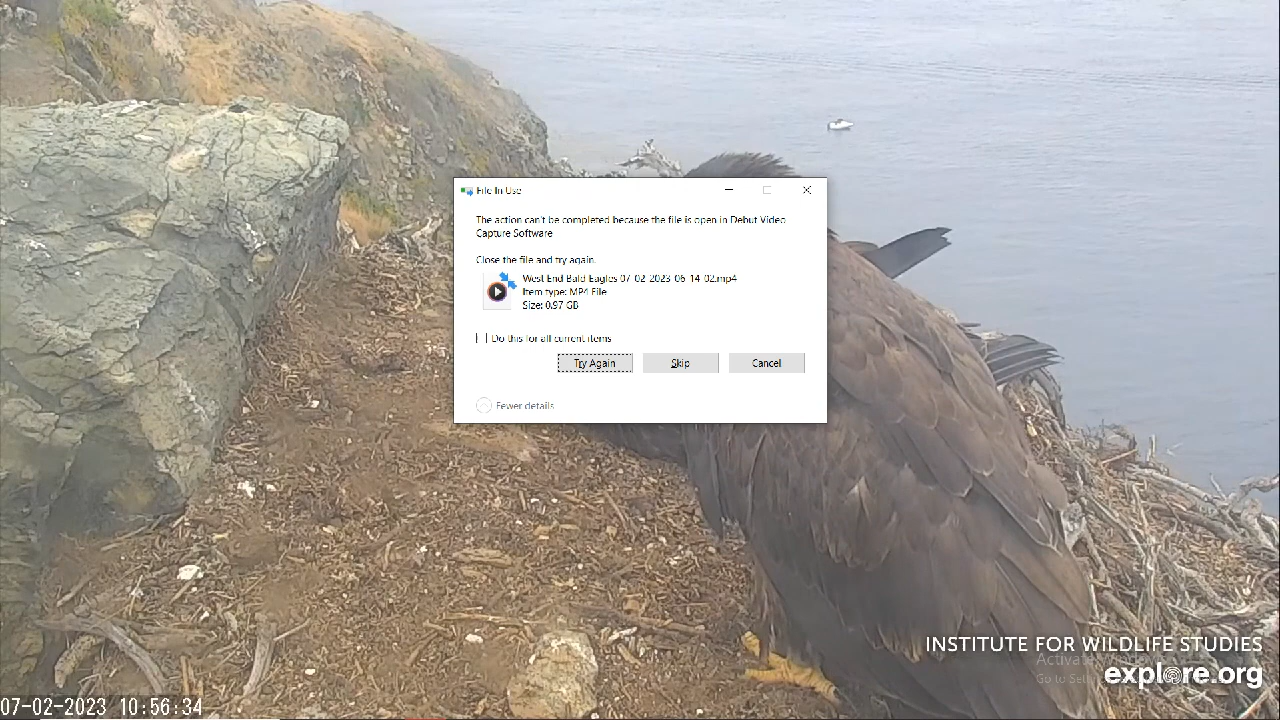 File In Use
The action can't be completed because the file is open in Debut Video
Capture Software
Close the file and try again.
West End Bald Eagles 07-02-2023 06-14-02.mp4
Item type: MP4 File
Size: 0.97 GB
Do this for all current items
Try Again Skip Cancel
Fewer details
INSTITUTE FOR WILDLIFE STUDIES
Activate
Go to
explore.org
07-02-2023 10:56:34